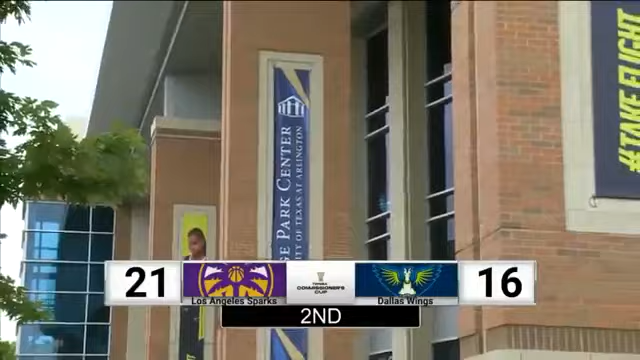 #TAKE FLIGHT
GE PARK CENTER
TY OF TEXAS AT ARLINGTON
21
Los Angeles Sparks
COMMISSIONER'S
CUP
Dallas Wings
16
2ND